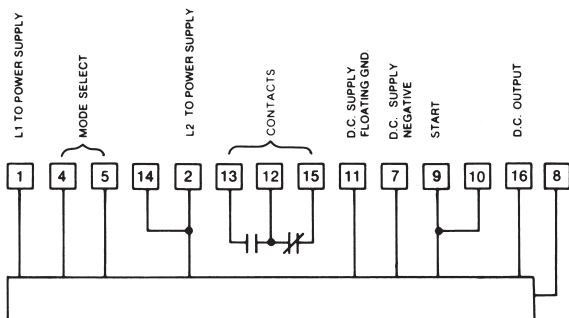 L1 TO POWER SUPPLY
MODE SELECT
L2 TO POWER SUPPLY
CONTACTS
D.C. SUPPLY
FLOATING GND.
D.C. SUPPLY
NEGATIVE
START
D.C. OUTPUT
1 4 5 14 2 13 12 15 11 7 9 10 16 8